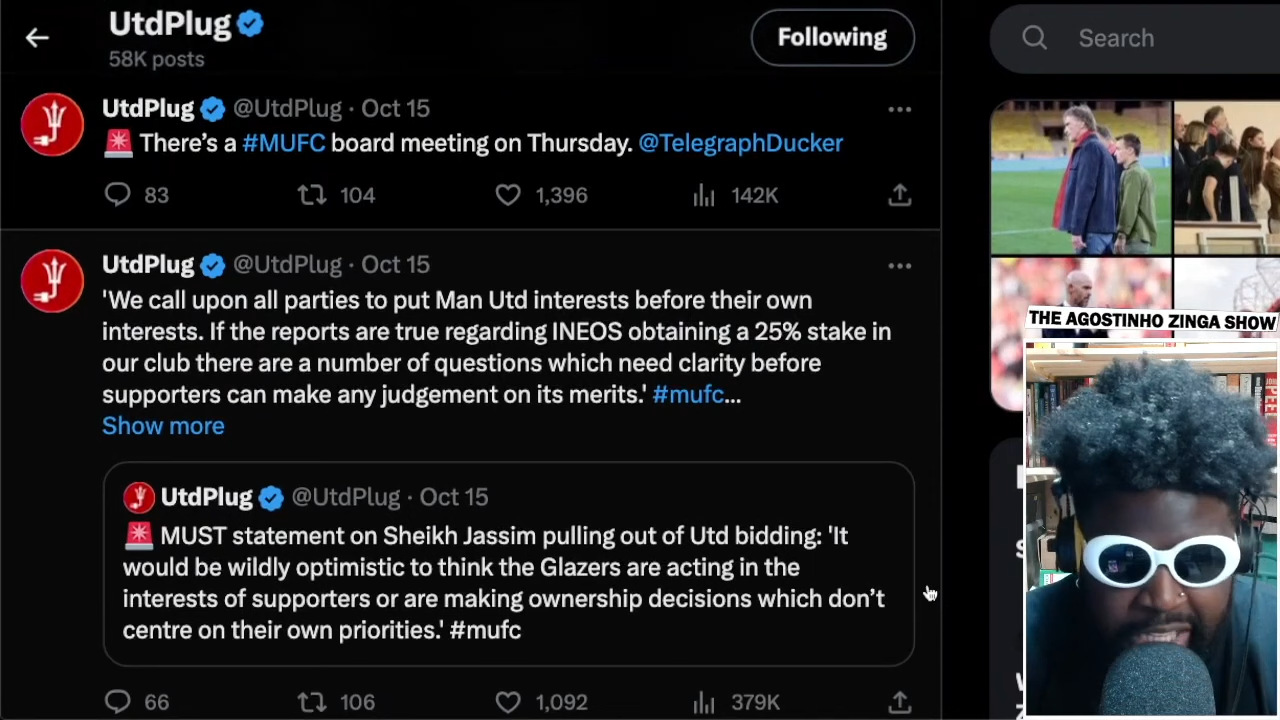 UtdPlug
58K posts
Following
Search
UtdPlug @UtdPlug · Oct 15
There’s a #MUFC board meeting on Thursday. @TelegraphDucker
83 104 1,396 142K
UtdPlug @UtdPlug · Oct 15
'We call upon all parties to put Man Utd interests before their own
interests. If the reports are true regarding INEOS obtaining a 25% stake in
our club there are a number of questions which need clarity before
supporters can make any judgement on its merits.' #mufc...
Show more
UtdPlug @UtdPlug · Oct 15
MUST statement on Sheikh Jassim pulling out of Utd bidding: 'It
would be wildly optimistic to think the Glazers are acting in the
interests of supporters or are making ownership decisions which don’t
centre on their own priorities.' #mufc
66 106 1,092 379K
THE AGOSTINHO ZINGA SHOW